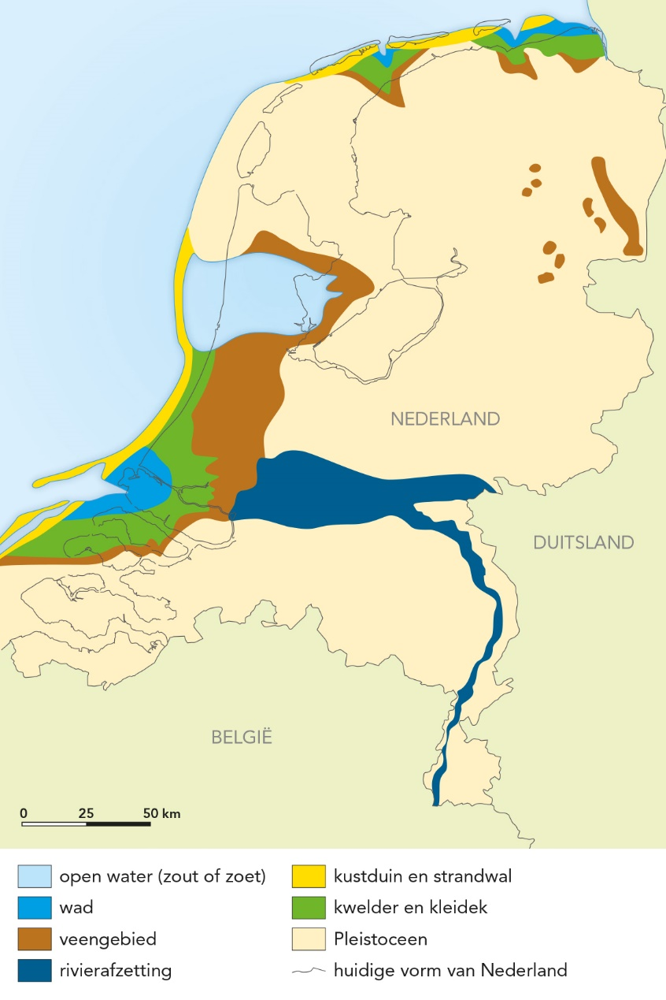 NEDERLAND
DUITSLAND
BELGIË
0 25 50 km
open water (zout of zoet)
wad
veengebied
rivierafzetting
kustduin en strandwal
kwelder en kleidek
Pleistoceen
huidige vorm van Nederland